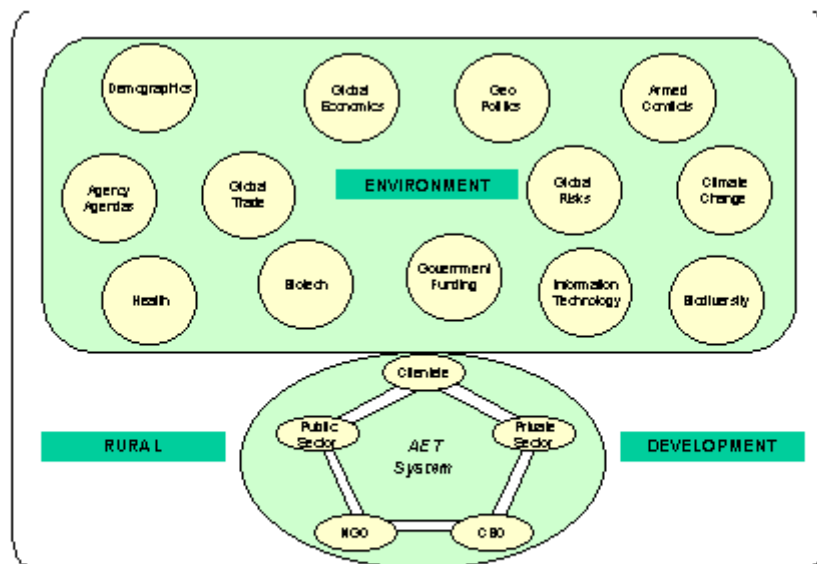 Demographics
Global
Economics
Geo
Politics
Armed
Conflicts
Agency
Agendas
Global
Trade
ENVIRONMENT
Global
Risks
Climate
Change
Health
Biotech
Government
Funding
Information
Technology
Biodiversity
Clientele
Public
Sector
Private
Sector
RURAL
AET
System
DEVELOPMENT
NGO
CBO